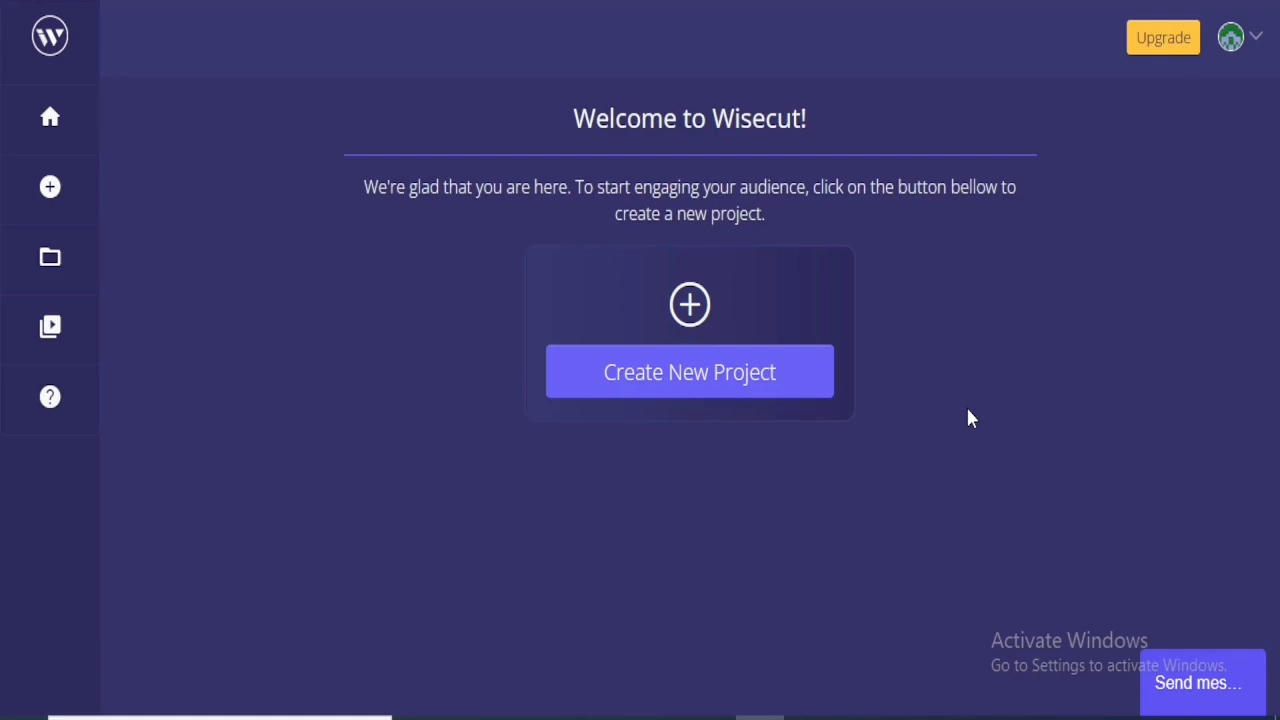 Upgrade
Welcome to Wisecut!
We're glad that you are here. To start engaging your audience, click on the button bellow to
create a new project.
Create New Project
Activate Windows
Go to Settings to activate Windows.
Send mes...